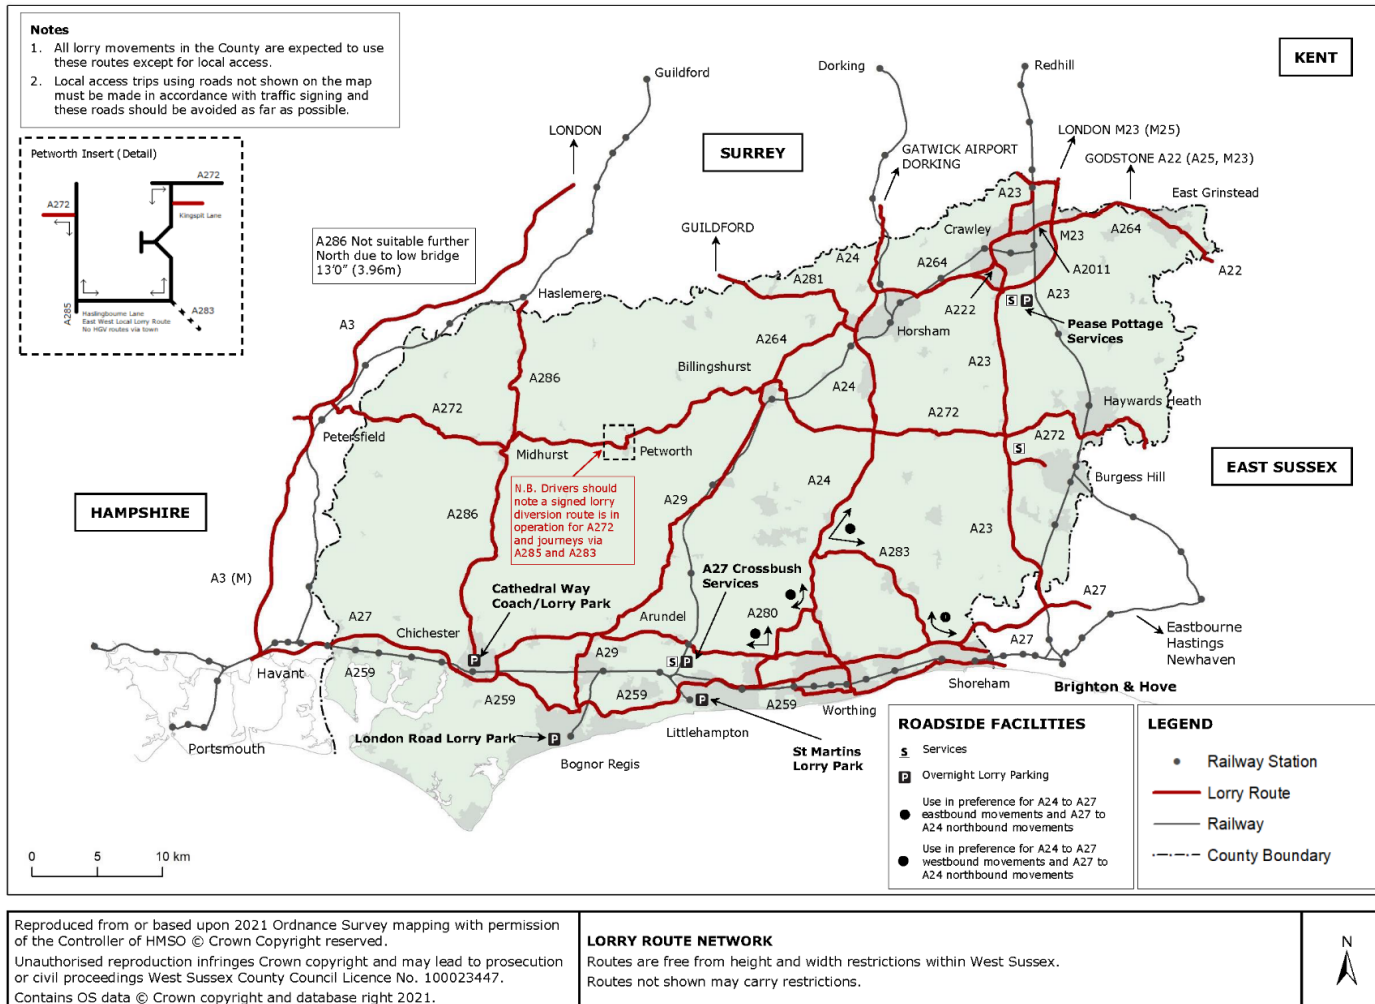 Notes
1. All lorry movements in the County are expected to use
these routes except for local access.
2. Local access trips using roads not shown on the map
must be made in accordance with traffic signing and
these roads should be avoided as far as possible.
Petworth Insert (Detail)
A272
A272
Kingspit Lane
A285
A283
Haslingbourne Lane
East West Local Lorry Route
No HGV routes via town
A286 Not suitable further
North due to low bridge
13'0" (3.96m)
Guildford
Dorking
Redhill
KENT
LONDON
SURREY
GATWICK AIRPORT
DORKING
LONDON M23 (M25)
GODSTONE A22 (A25, M23)
East Grinstead
A23
GUILDFORD
Crawley
M23
A264
A24
A264
A2011
A22
A281
Haslemere
A23
A222
A3
Horsham
Pease Pottage
Services
S
P
A264
Billingshurst
A23
A286
A24
A272
A272
Haywards Heath
Petersfield
Midhurst
Petworth
A272
S
Burgess Hill
EAST SUSSEX
N.B. Drivers should
note a signed lorry
diversion route is in
operation for A272
and journeys via
A285 and A283
A24
A29
HAMPSHIRE
A286
A23
A283
A3 (M)
A27 Crossbush
Services
Cathedral Way
Coach/Lorry Park
A27
A27
Arundel
A280
Chichester
A27
Eastbourne
Hastings
Newhaven
P
S
P
A29
Havant
A259
Shoreham
Brighton & Hove
A259
A259
A259
Worthing
P
Littlehampton
London Road Lorry Park
P
Portsmouth
Bognor Regis
St Martins
Lorry Park
ROADSIDE FACILITIES
S Services
P Overnight Lorry Parking
Use in preference for A24 to A27
eastbound movements and A27 to
A24 northbound movements
Use in preference for A24 to A27
westbound movements and A27 to
A24 northbound movements
LEGEND
Railway Station
Lorry Route
Railway
County Boundary
0 5 10 km
Reproduced from or based upon 2021 Ordnance Survey mapping with permission
of the Controller of HMSO © Crown Copyright reserved.
Unauthorised reproduction infringes Crown copyright and may lead to prosecution
or civil proceedings West Sussex County Council Licence No. 100023447.
Contains OS data © Crown copyright and database right 2021.
LORRY ROUTE NETWORK
Routes are free from height and width restrictions within West Sussex.
Routes not shown may carry restrictions.
N